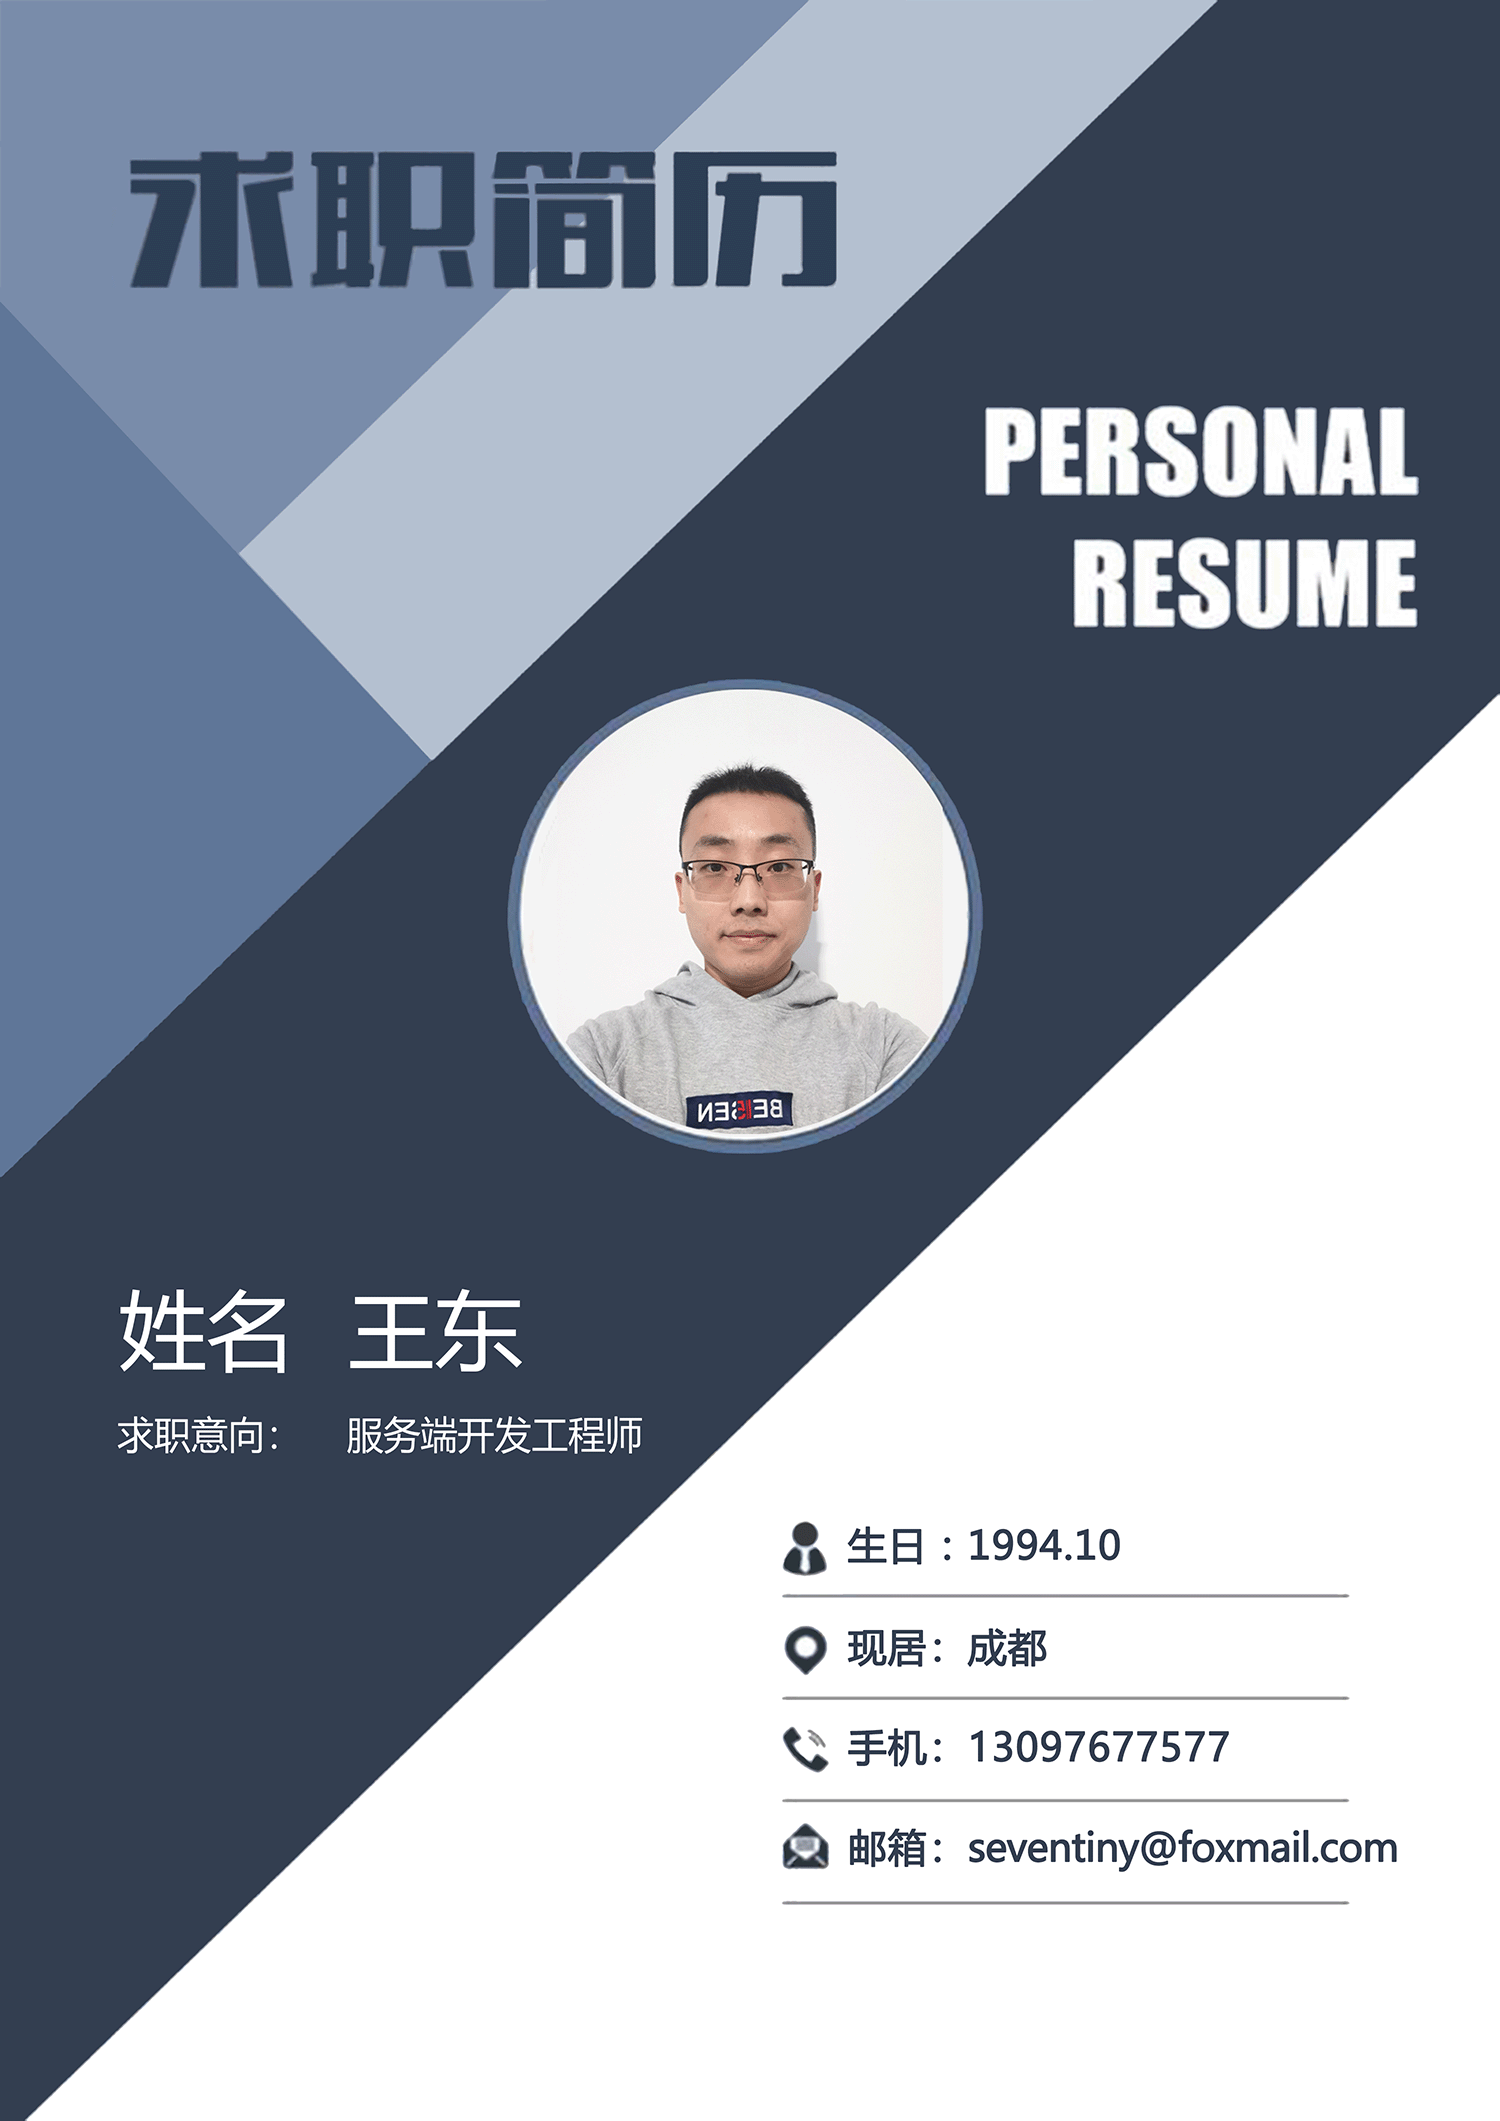 求职简历
PERSONAL
RESUME
BEISEN
姓名 王东
求职意向： 服务端开发工程师
生日：1994.10
现居：成都
手机：13097677577
邮箱：seventiny@foxmail.com